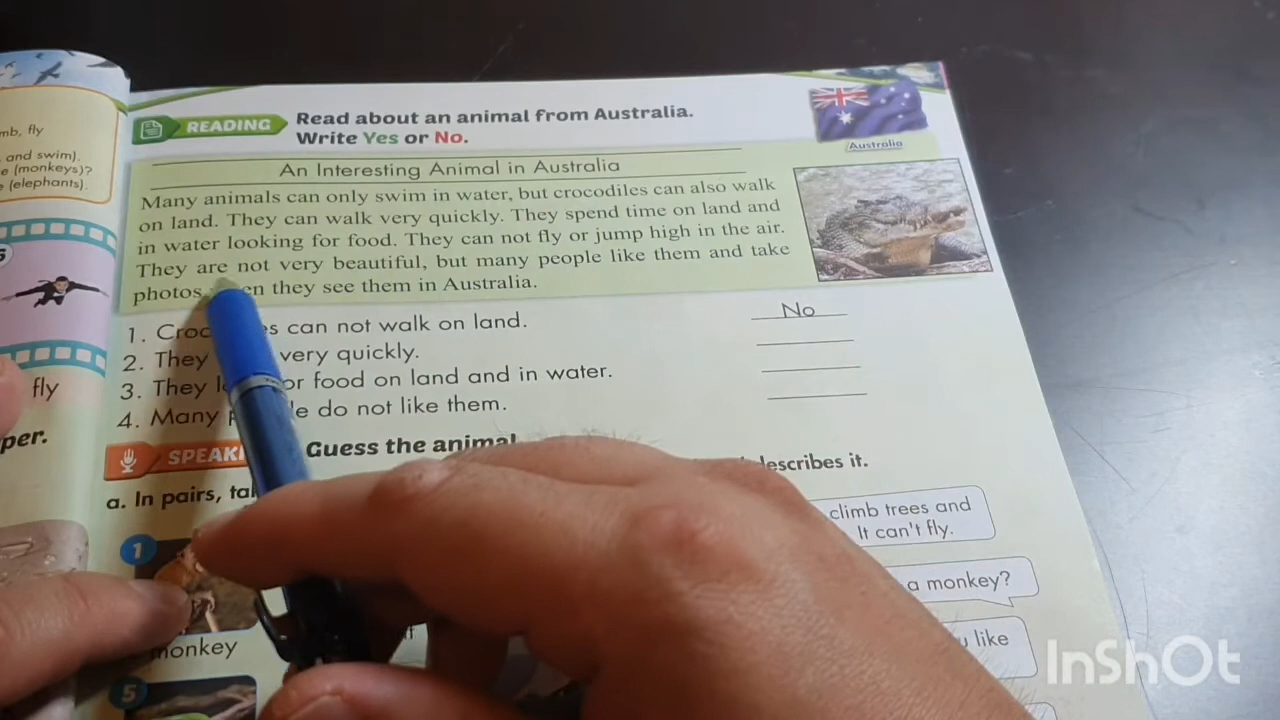 mb, fly
and swim).
e (monkeys)?
e (elephants).
fly
per.
READING
Read about an animal from Australia.
Write Yes or No.
Australia
An Interesting Animal in Australia
Many animals can only swim in water, but crocodiles can also walk
on land. They can walk very quickly. They spend time on land and
in water looking for food. They can not fly or jump high in the air.
They are not very beautiful, but many people like them and take
photos en they see them in Australia.
1. Croc s can not walk on land. No
2. They very quickly.
3. They l or food on land and in water.
4. Many p le do not like them.
SPEAKI Guess the animal
a. In pairs, tal describes it.
climb trees and
It can't fly.
a monkey?
u like
1
monkey
5
InShOt